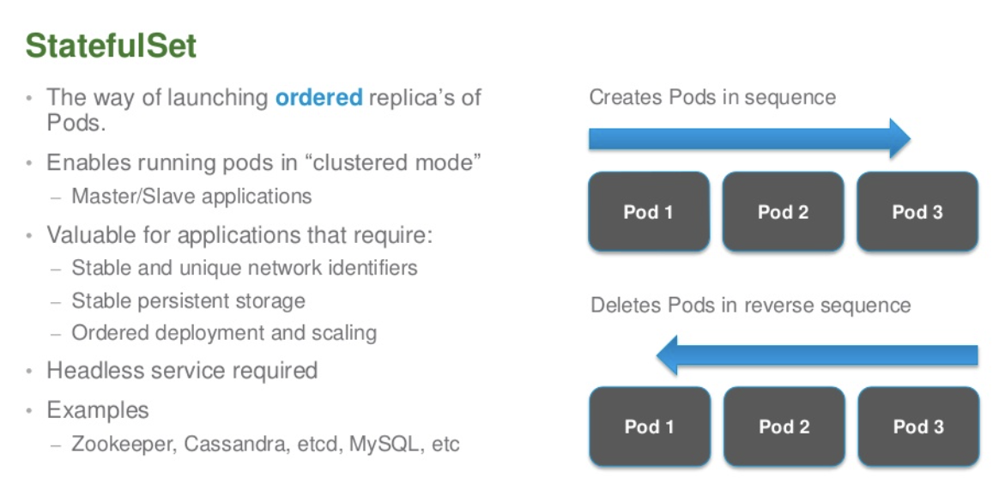 StatefulSet
• The way of launching ordered replica's of
Pods.
• Enables running pods in “clustered mode”
– Master/Slave applications
• Valuable for applications that require:
– Stable and unique network identifiers
– Stable persistent storage
– Ordered deployment and scaling
• Headless service required
• Examples
– Zookeeper, Cassandra, etcd, MySQL, etc
Creates Pods in sequence
Pod 1 Pod 2 Pod 3
Deletes Pods in reverse sequence
Pod 1 Pod 2 Pod 3